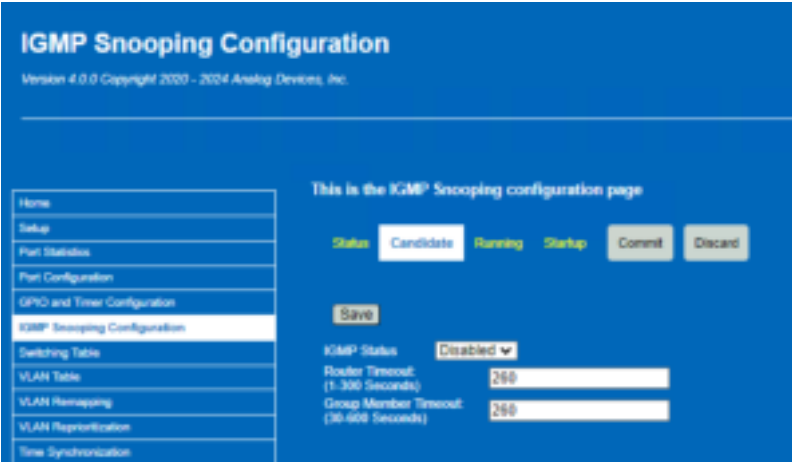 IGMP Snooping Configuration
Version 4.0.0 Copyright 2020 - 2024 Analog Devices, Inc.
Home
Setup
Port Statistics
Port Configuration
GPIO and Timer Configuration
IGMP Snooping Configuration
Switching Table
VLAN Table
VLAN Remapping
VLAN Reprioritization
Time Synchronization
This is the IGMP Snooping configuration page
Status Candidate Running Startup Commit Discard
Save
IGMP Status Disabled
Router Timeout: 260
(1-300 Seconds)
Group Member Timeout: 260
(30-600 Seconds)